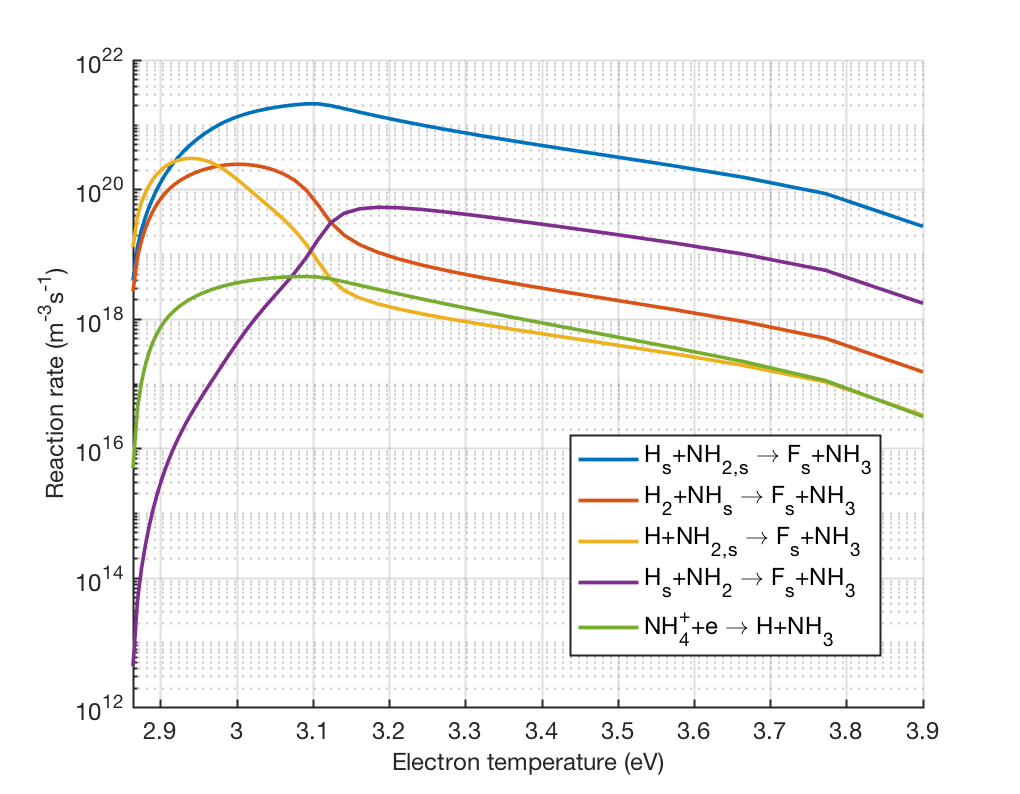 10^22
10^20
10^18
10^16
10^14
10^12
Reaction rate (m^-3s^-1)
H_s+NH_2,s → F_s+NH_3
H_2+NH_s → F_s+NH_3
H+NH_2,s → F_s+NH_3
H_s+NH_2 → F_s+NH_3
NH_4^++e → H+NH_3
2.9 3 3.1 3.2 3.3 3.4 3.5 3.6 3.7 3.8 3.9
Electron temperature (eV)